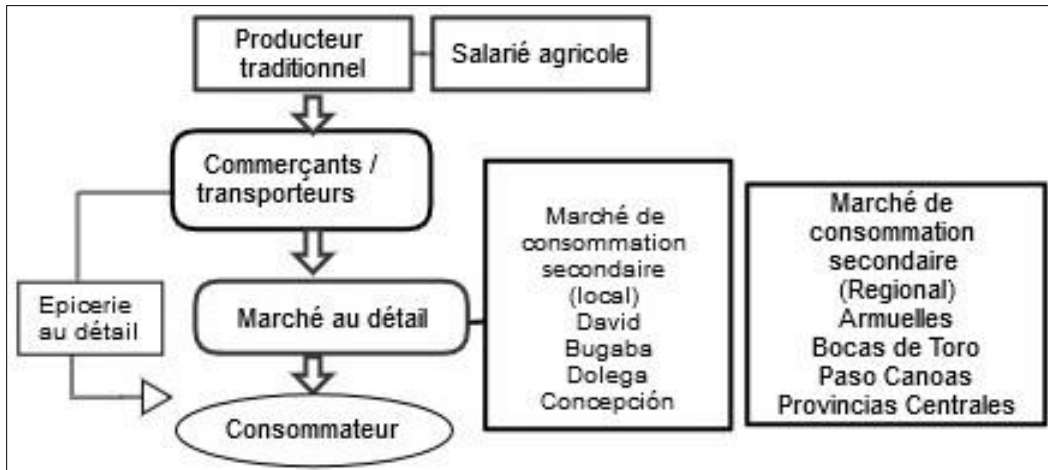 Producteur
traditionnel
Salarié agricole
Commerçants /
transporteurs
Epicerie
au détail
Marché au détail
Consommateur
Marché de
consommation
secondaire
(local)
David
Bugaba
Dolega
Concepción
Marché de
consommation
secondaire
(Regional)
Armuelles
Bocas de Toro
Paso Canoas
Provincias Centrales